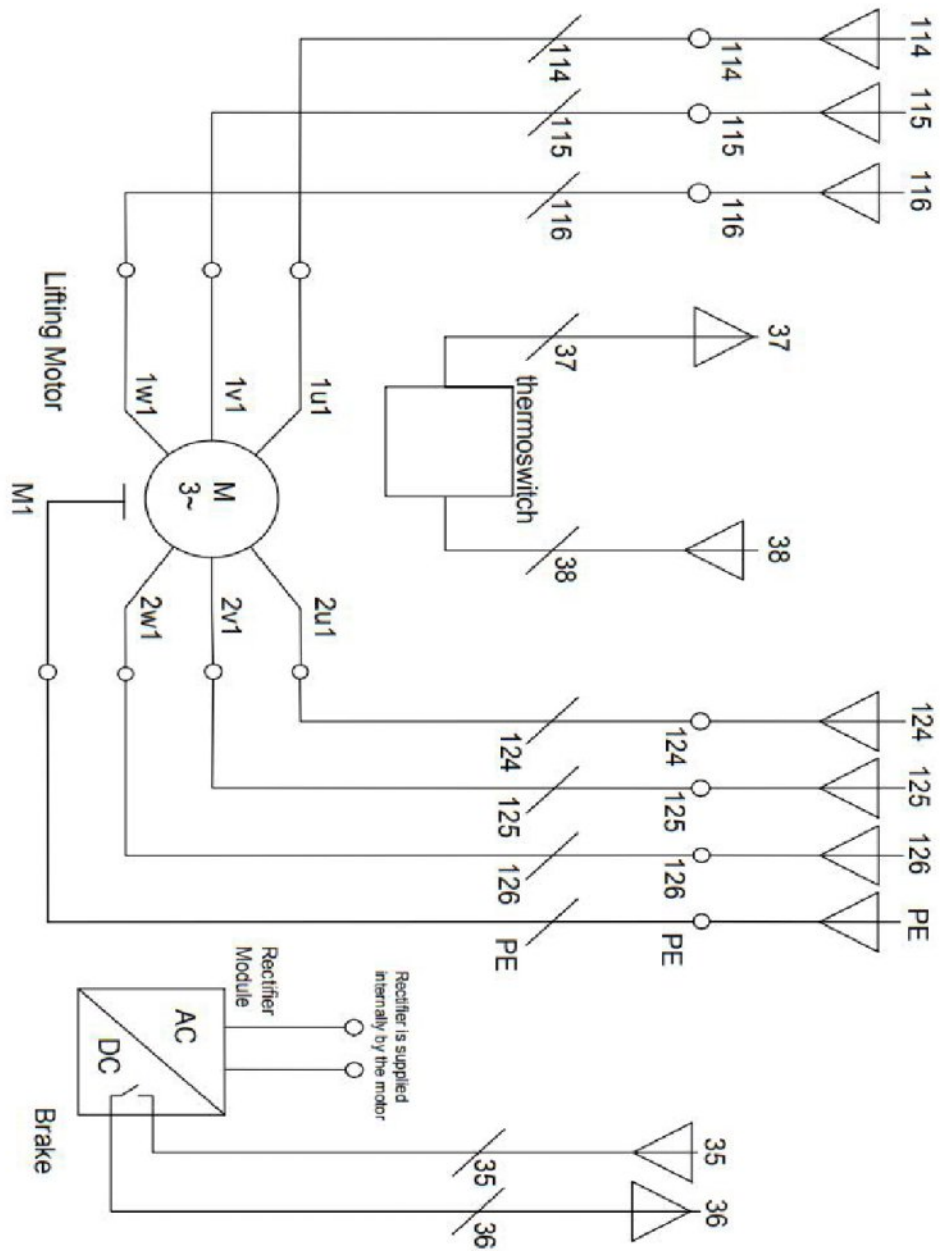 114
115
116
37
38
124
125
126
PE
35
36
114
115
116
124
125
126
PE
114
115
116
37
thermoswitch
38
124
125
126
PE
35
36
Rectifier is supplied
internally by the motor
Rectifier
Module
1u1
1v1
1w1
M
3~
2u1
2v1
2w1
AC
DC
Lifting Motor
M1
Brake